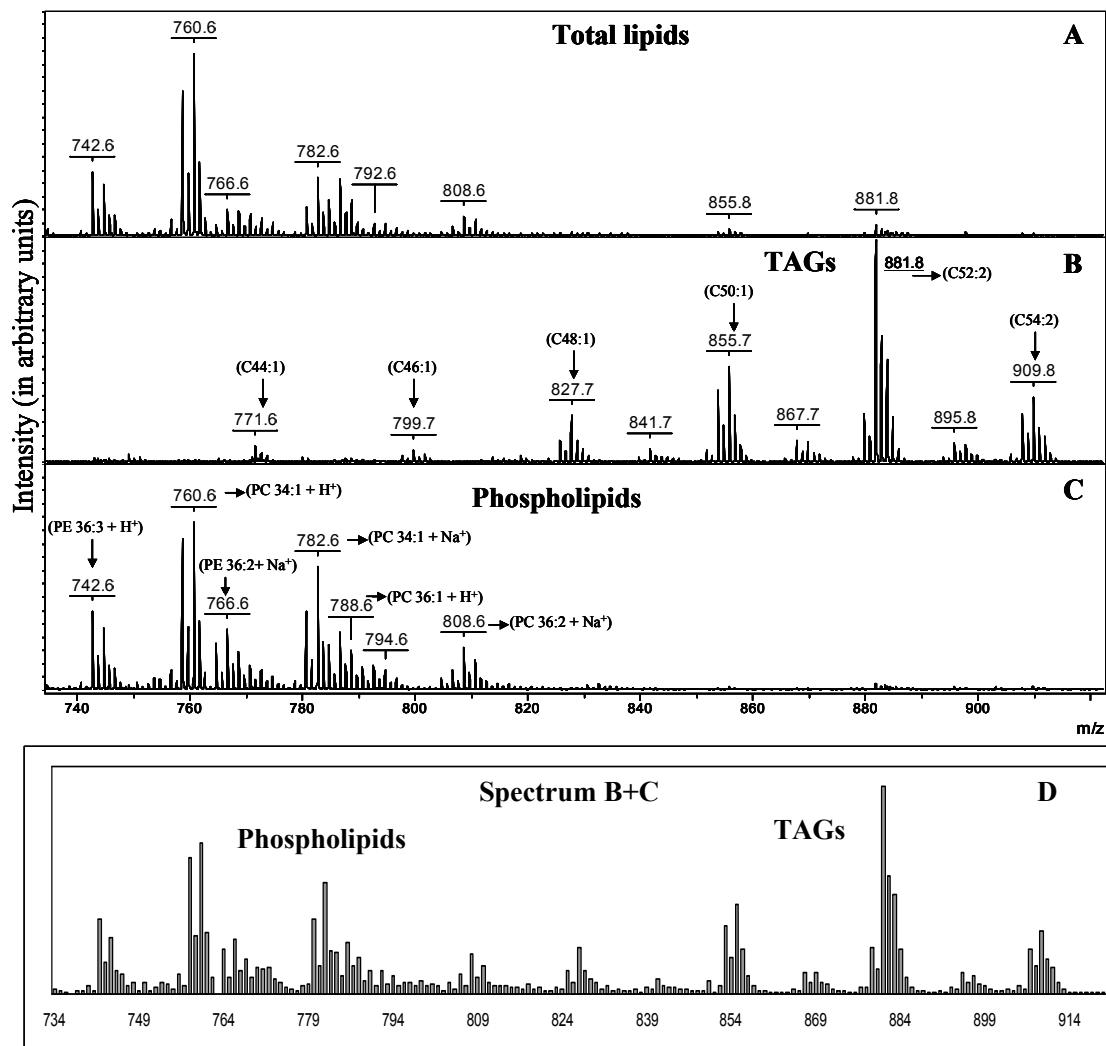 Total lipids
A
760.6
742.6
766.6
782.6
792.6
808.6
855.8
881.8
Intensity (in arbitrary units)
TAGs
B
881.8 (C52:2)
(C50:1)
855.7
(C48:1)
827.7
(C54:2)
909.8
(C44:1)
771.6
(C46:1)
799.7
841.7
867.7
895.8
Phospholipids
C
760.6 (PC 34:1 + H+)
(PE 36:3 + H+)
742.6
782.6 (PC 34:1 + Na+)
(PE 36:2+ Na+)
766.6
788.6 (PC 36:1 + H+)
794.6
808.6 (PC 36:2 + Na+)
740 760 780 800 820 840 860 880 900
m/z
Spectrum B+C
D
Phospholipids
TAGs
734 749 764 779 794 809 824 839 854 869 884 899 914